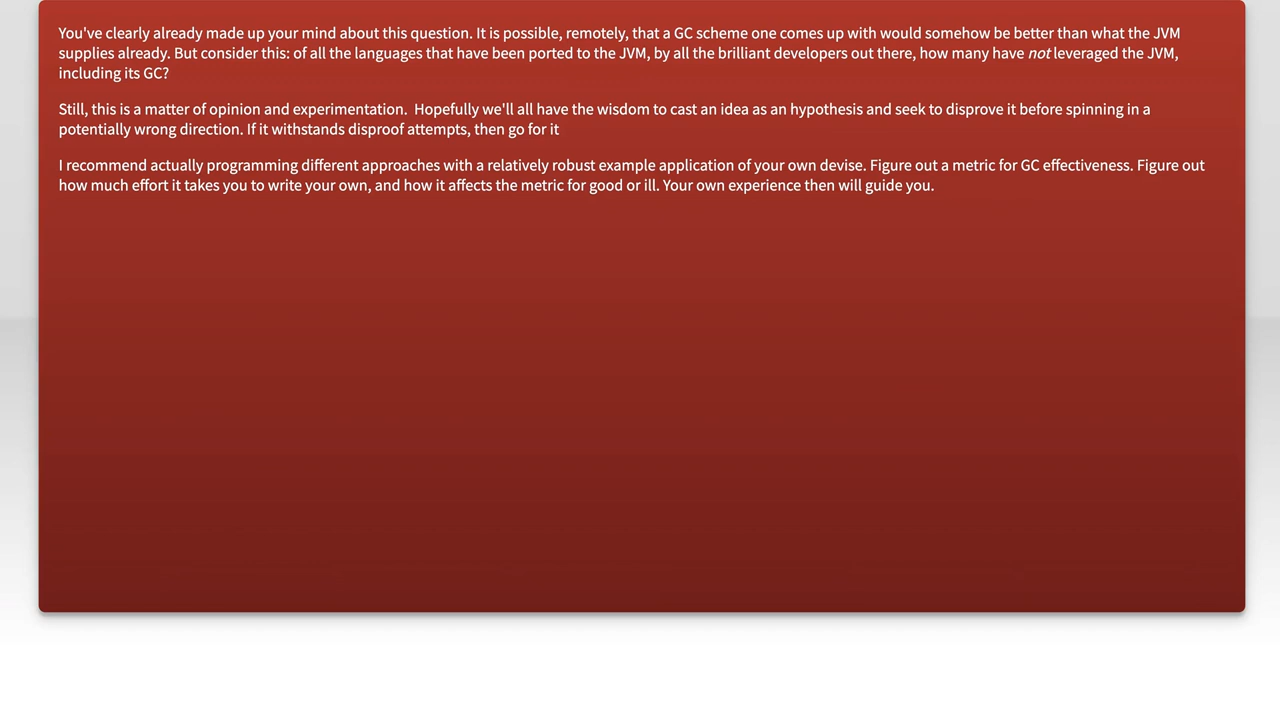 You've clearly already made up your mind about this question. It is possible, remotely, that a GC scheme one comes up with would somehow be better than what the JVM
supplies already. But consider this: of all the languages that have been ported to the JVM, by all the brilliant developers out there, how many have not leveraged the JVM,
including its GC?
Still, this is a matter of opinion and experimentation.  Hopefully we'll all have the wisdom to cast an idea as an hypothesis and seek to disprove it before spinning in a
potentially wrong direction. If it withstands disproof attempts, then go for it
I recommend actually programming different approaches with a relatively robust example application of your own devise. Figure out a metric for GC effectiveness. Figure out
how much effort it takes you to write your own, and how it affects the metric for good or ill. Your own experience then will guide you.